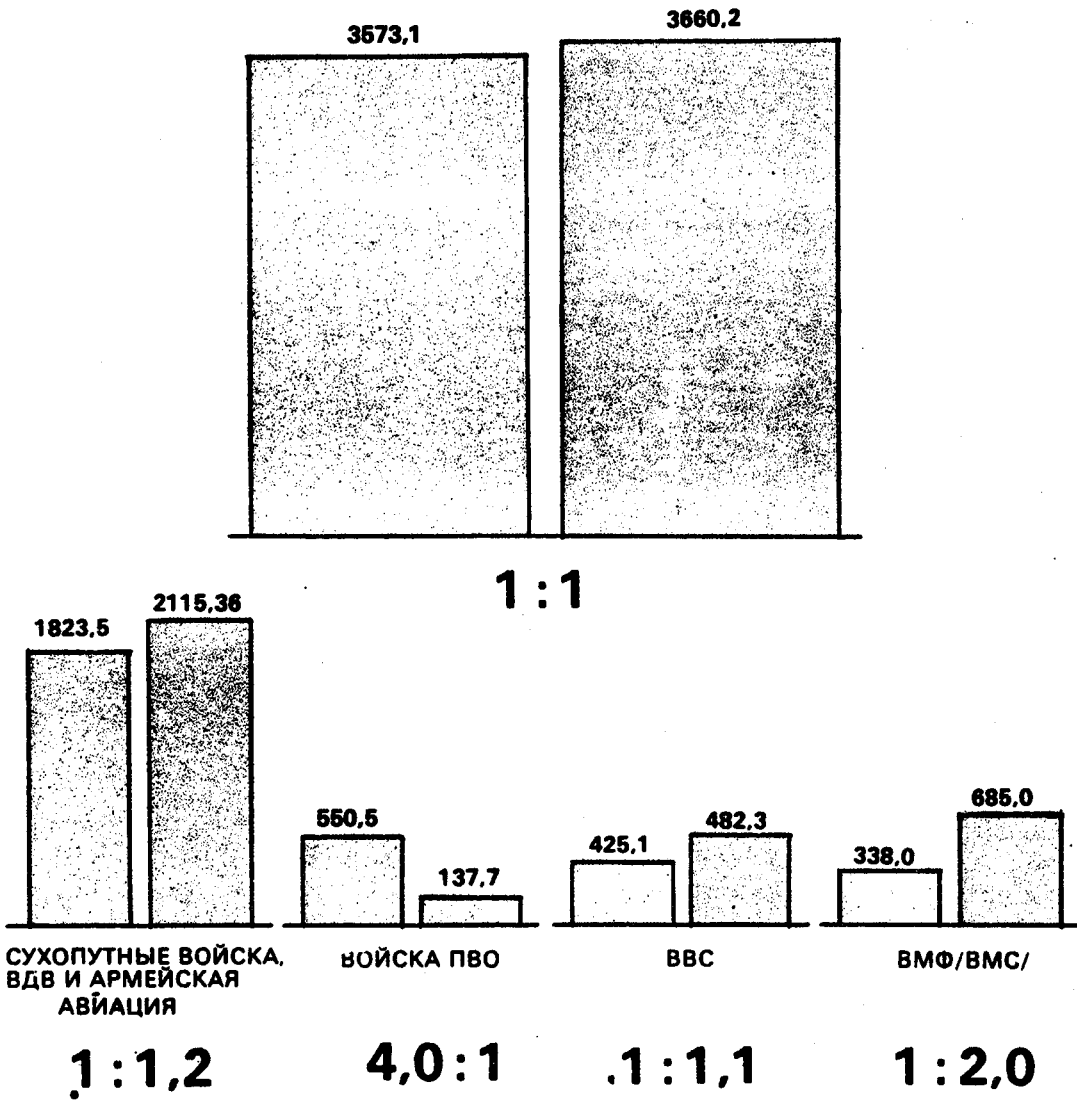 3573,1
3660,2
1 : 1
1823,5
2115,36
550,5
137,7
425,1
482,3
338,0
685,0
СУХОПУТНЫЕ ВОЙСКА,
ВДВ И АРМЕЙСКАЯ
АВИАЦИЯ
ВОЙСКА ПВО
ВВС
ВМФ/ВМС/
1 : 1,2
4,0 : 1
1 : 1,1
1 : 2,0